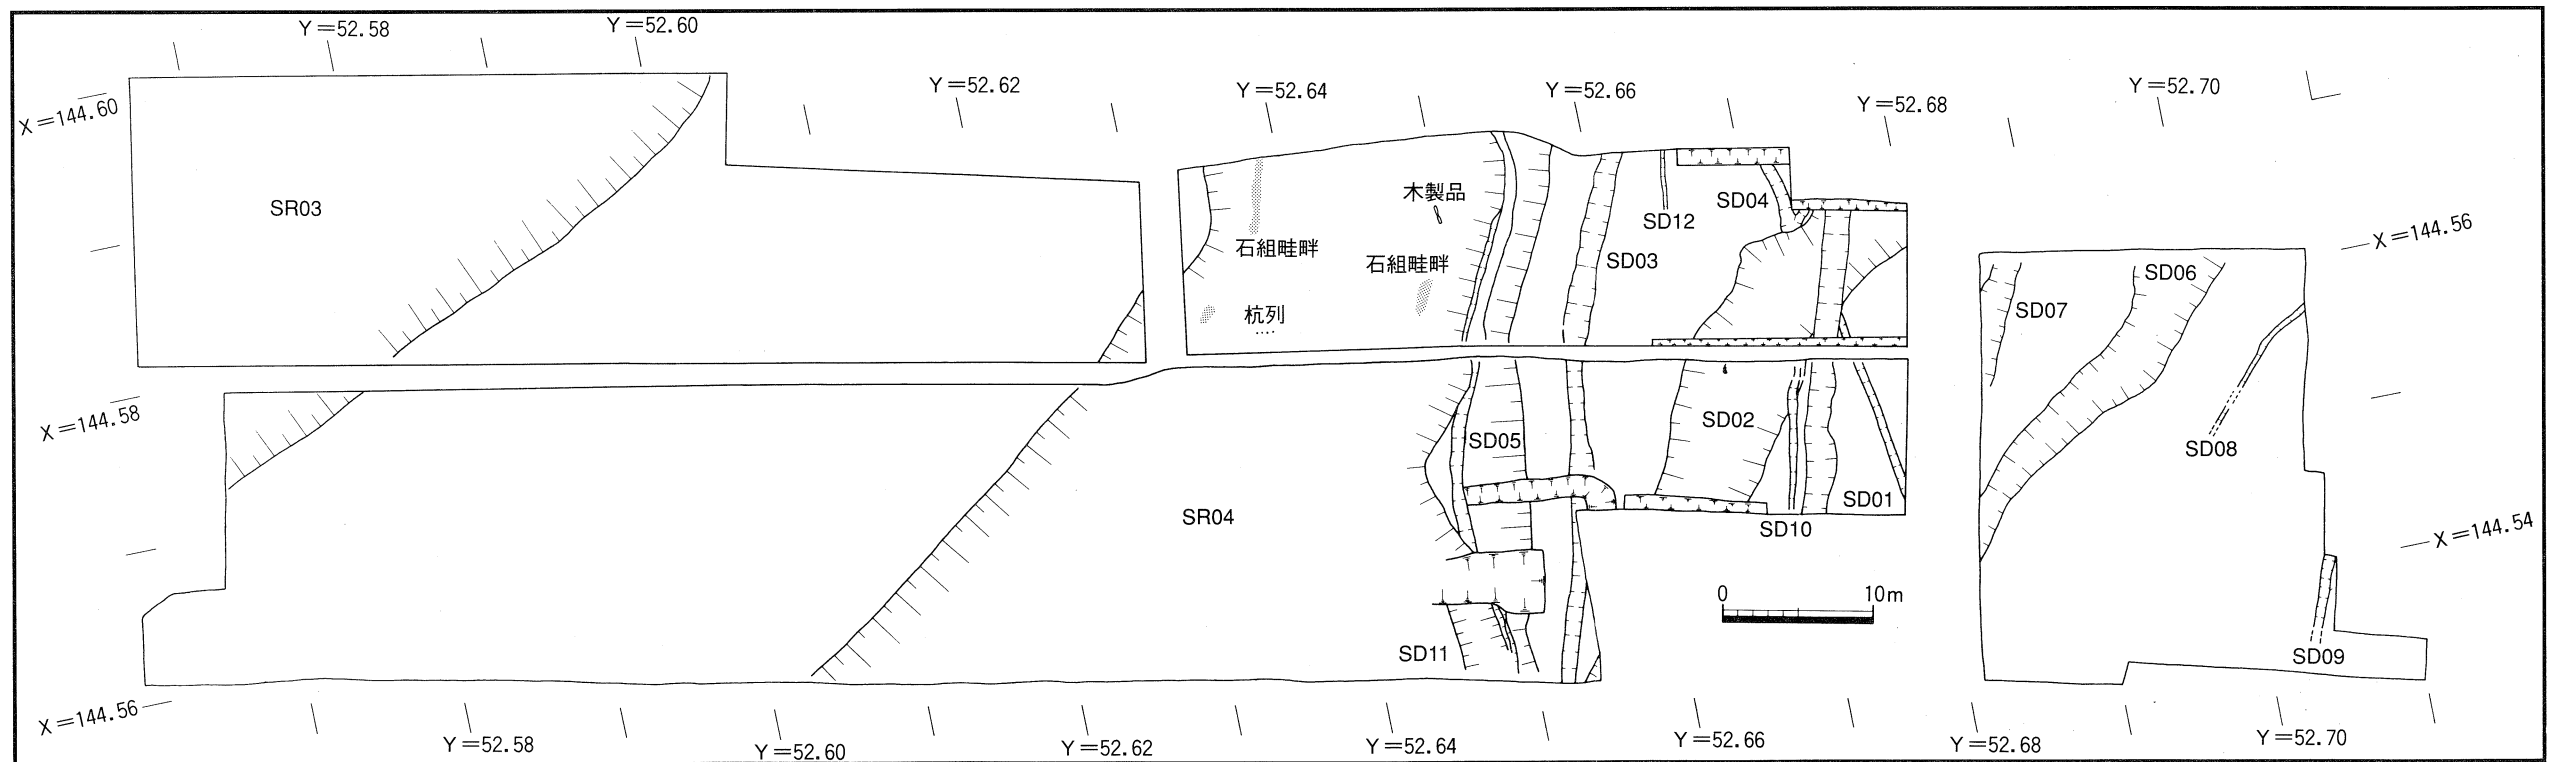 Y=52.58
Y=52.60
Y=52.62
Y=52.64
Y=52.66
Y=52.68
Y=52.70
X=144.60
SR03
木製品
石組畦畔
石組畦畔
杭列
SD12
SD04
SD03
SD06
SD07
X=144.56
X=144.58
SD05
SD02
SD08
SR04
SD01
SD10
X=144.54
0 10m
SD11
SD09
X=144.56
Y=52.58
Y=52.60
Y=52.62
Y=52.64
Y=52.66
Y=52.68
Y=52.70